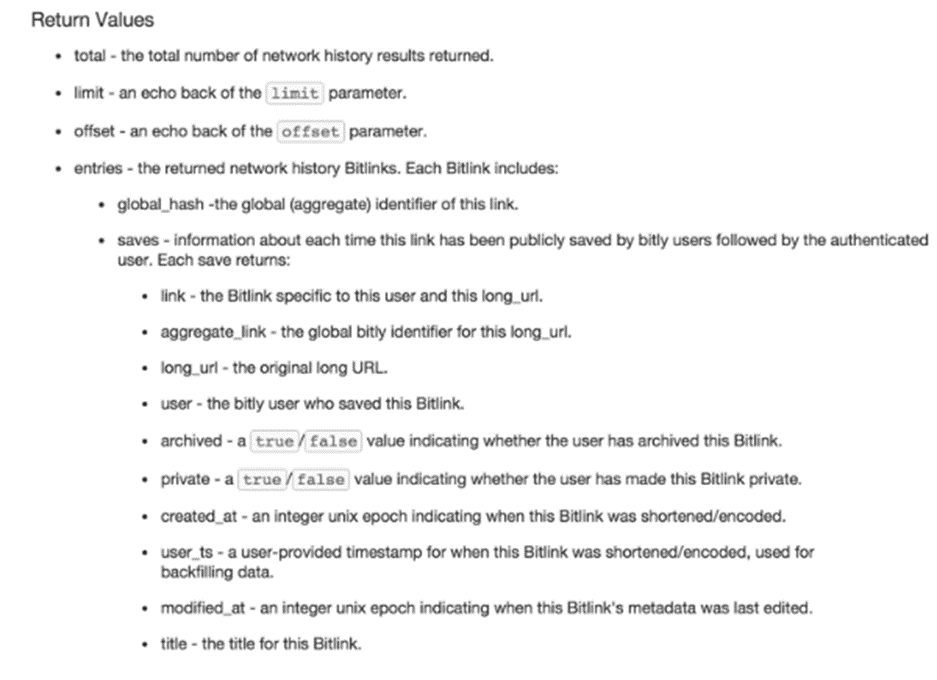 Return Values
• total - the total number of network history results returned.
• limit - an echo back of the limit parameter.
• offset - an echo back of the offset parameter.
• entries - the returned network history Bitlinks. Each Bitlink includes:
• global_hash -the global (aggregate) identifier of this link.
• saves - information about each time this link has been publicly saved by bitly users followed by the authenticated
user. Each save returns:
• link - the Bitlink specific to this user and this long_url.
• aggregate_link - the global bitly identifier for this long_url.
• long_url - the original long URL.
• user - the bitly user who saved this Bitlink.
• archived - a true/false value indicating whether the user has archived this Bitlink.
• private - a true/false value indicating whether the user has made this Bitlink private.
• created_at - an integer unix epoch indicating when this Bitlink was shortened/encoded.
• user_ts - a user-provided timestamp for when this Bitlink was shortened/encoded, used for
backfilling data.
• modified_at - an integer unix epoch indicating when this Bitlink's metadata was last edited.
• title - the title for this Bitlink.